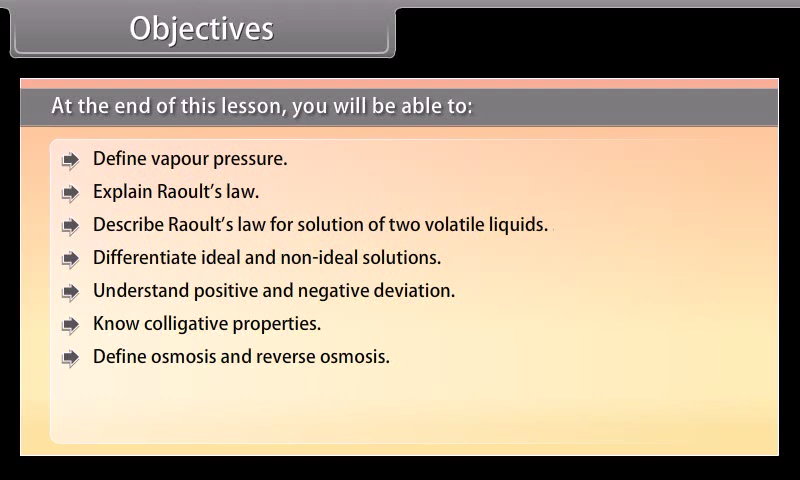 Objectives
At the end of this lesson, you will be able to:
Define vapour pressure.
Explain Raoult's law.
Describe Raoult's law for solution of two volatile liquids.
Differentiate ideal and non-ideal solutions.
Understand positive and negative deviation.
Know colligative properties.
Define osmosis and reverse osmosis.